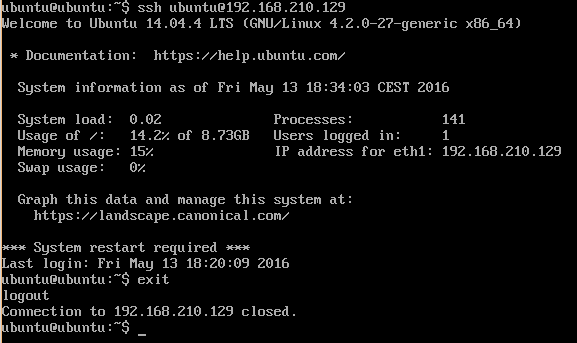 ubuntu@ubuntu:~$ ssh ubuntu@192.168.210.129
Welcome to Ubuntu 14.04.4 LTS (GNU/Linux 4.2.0-27-generic x86_64)
* Documentation:  https://help.ubuntu.com/
System information as of Fri May 13 18:34:03 CEST 2016
System load:  0.02              Processes:           141
Usage of /:   14.2% of 8.73GB   Users logged in:     1
Memory usage: 15%               IP address for eth1: 192.168.210.129
Swap usage:   0%
Graph this data and manage this system at:
https://landscape.canonical.com/
*** System restart required ***
Last login: Fri May 13 18:20:09 2016
ubuntu@ubuntu:~$ exit
logout
Connection to 192.168.210.129 closed.
ubuntu@ubuntu:~$ _